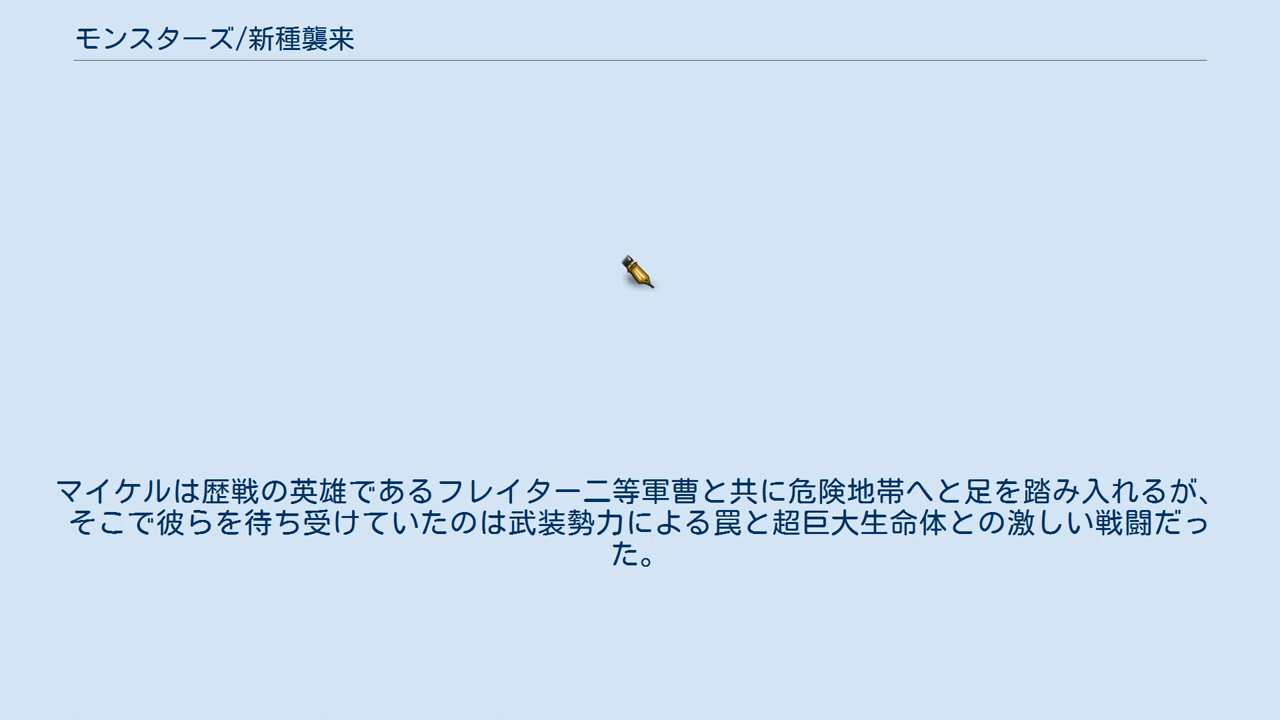 モンスターズ/新種襲来
マイケルは歴戦の英雄であるフレイター二等軍曹と共に危険地帯へと足を踏み入れるが、
そこで彼らを待ち受けていたのは武装勢力による罠と超巨大生命体との激しい戦闘だっ
た。